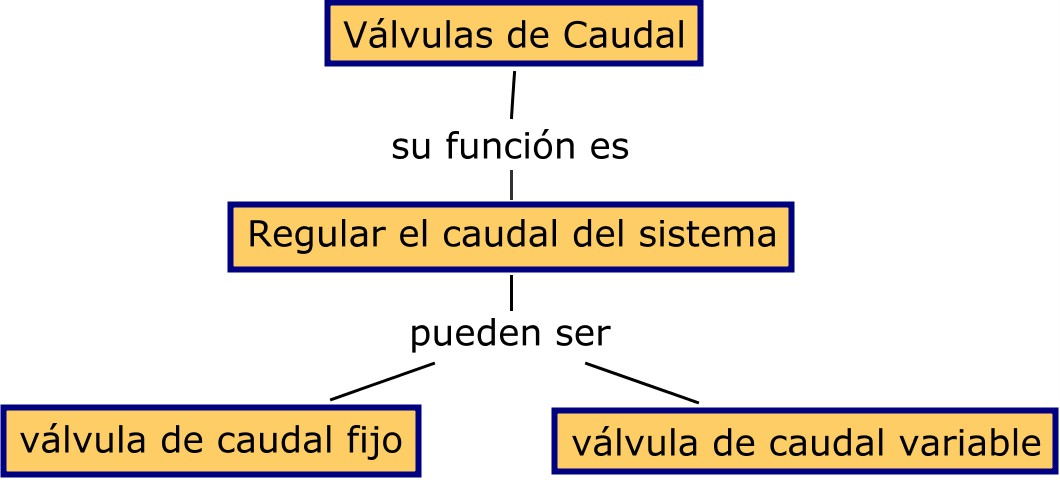 Válvulas de Caudal
su función es
Regular el caudal del sistema
pueden ser
válvula de caudal fijo
válvula de caudal variable